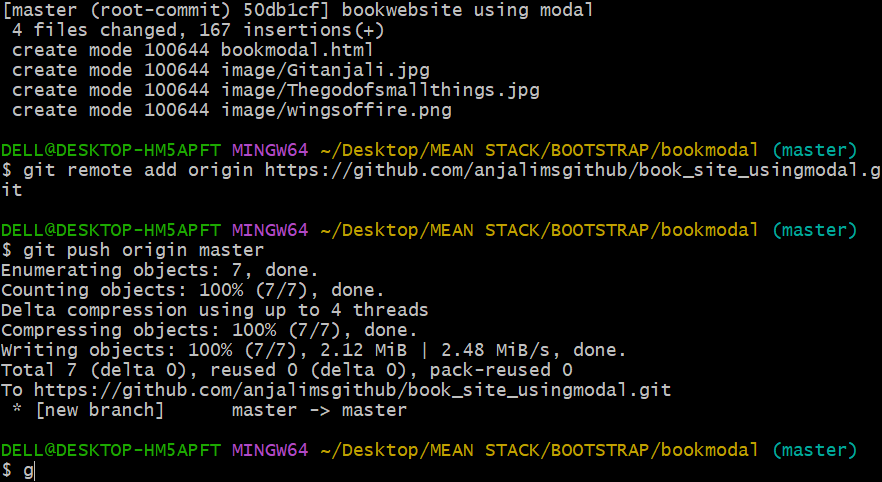 [master (root-commit) 50db1cf] bookwebsite using modal
 4 files changed, 167 insertions(+)
 create mode 100644 bookmodal.html
 create mode 100644 image/Gitanjali.jpg
 create mode 100644 image/Thegodofsmallthings.jpg
 create mode 100644 image/wingsoffire.png
DELL@DESKTOP-HM5APFT MINGW64 ~/Desktop/MEAN STACK/BOOTSTRAP/bookmodal (master)
$ git remote add origin https://github.com/anjalimsgithub/book_site_usingmodal.g
it
DELL@DESKTOP-HM5APFT MINGW64 ~/Desktop/MEAN STACK/BOOTSTRAP/bookmodal (master)
$ git push origin master
Enumerating objects: 7, done.
Counting objects: 100% (7/7), done.
Delta compression using up to 4 threads
Compressing objects: 100% (7/7), done.
Writing objects: 100% (7/7), 2.12 MiB | 2.48 MiB/s, done.
Total 7 (delta 0), reused 0 (delta 0), pack-reused 0
To https://github.com/anjalimsgithub/book_site_usingmodal.git
 * [new branch]      master -> master
DELL@DESKTOP-HM5APFT MINGW64 ~/Desktop/MEAN STACK/BOOTSTRAP/bookmodal (master)
$ g